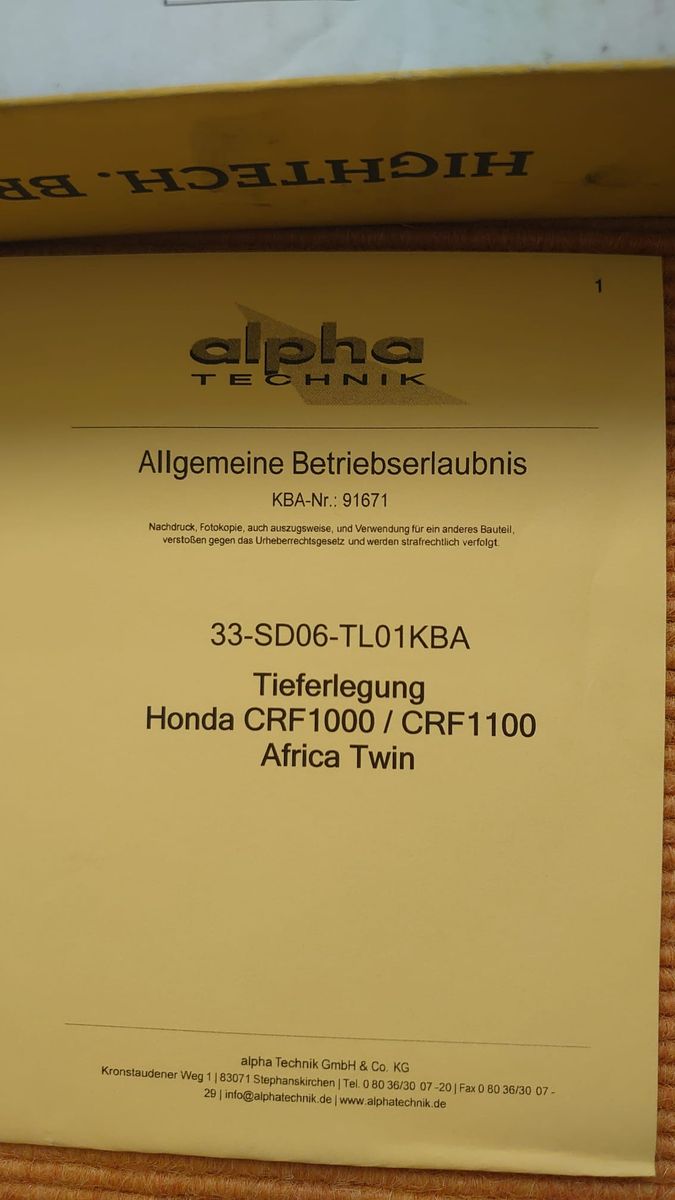 HIGHTECH. BR
1
alpha
TECHNIK
Allgemeine Betriebserlaubnis
KBA-Nr.: 91671
Nachdruck, Fotokopie, auch auszugsweise, und Verwendung für ein anderes Bauteil,
verstoßen gegen das Urheberrechtsgesetz und werden strafrechtlich verfolgt.
33-SD06-TL01KBA
Tieferlegung
Honda CRF1000 / CRF1100
Africa Twin
alpha Technik GmbH & Co. KG
Kronstaudener Weg 1 | 83071 Stephanskirchen | Tel. 0 80 36/30 07 -20 | Fax 0 80 36/30 07 -
29 | info@alphatechnik.de | www.alphatechnik.de